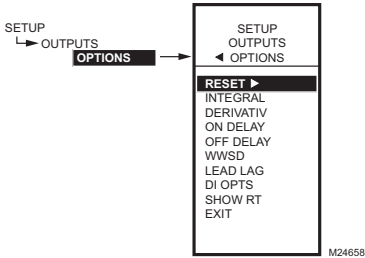 SETUP
OUTPUTS
OPTIONS
SETUP
OUTPUTS
◄ OPTIONS
RESET ►
INTEGRAL
DERIVATIV
ON DELAY
OFF DELAY
WWSD
LEAD LAG
DI OPTS
SHOW RT
EXIT
M24658